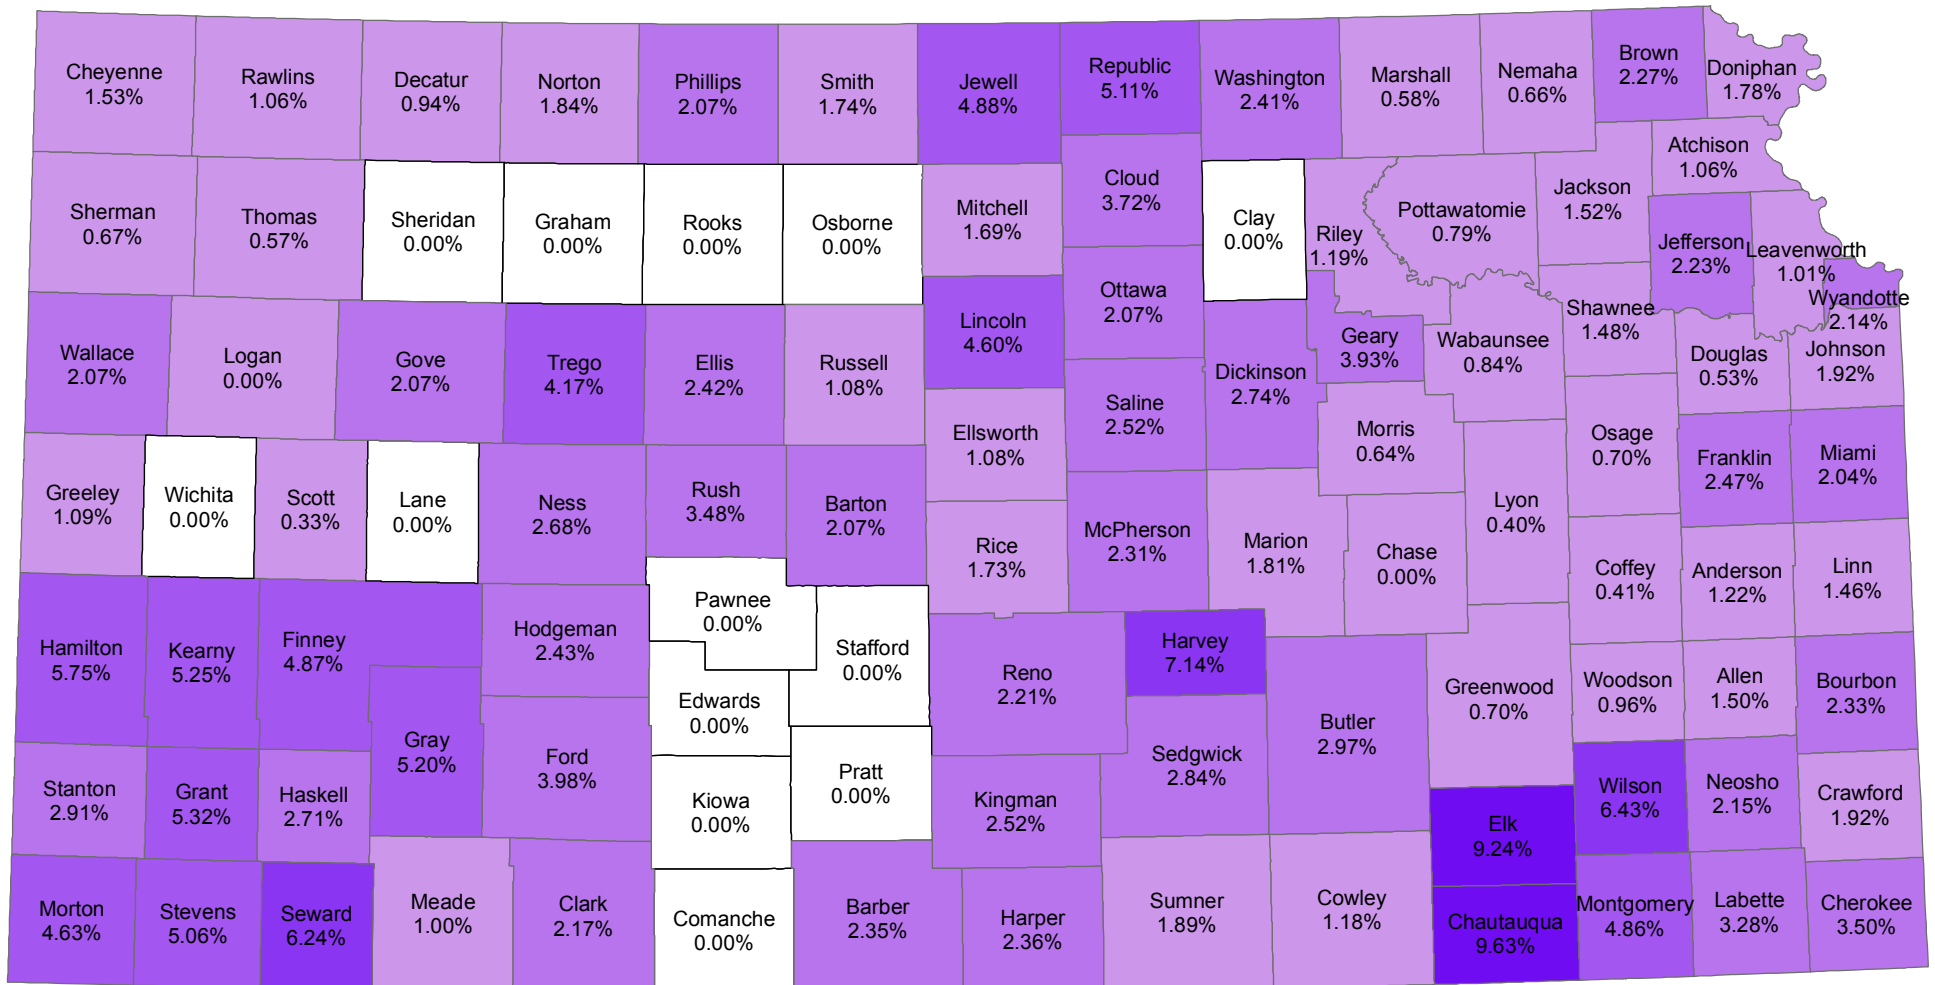 Cheyenne
1.53%
Rawlins
1.06%
Decatur
0.94%
Norton
1.84%
Phillips
2.07%
Smith
1.74%
Jewell
4.88%
Republic
5.11%
Washington
2.41%
Marshall
0.58%
Nemaha
0.66%
Brown
2.27%
Doniphan
1.78%
Sherman
0.67%
Thomas
0.57%
Sheridan
0.00%
Graham
0.00%
Rooks
0.00%
Osborne
0.00%
Mitchell
1.69%
Cloud
3.72%
Clay
0.00%
Riley
1.19%
Pottawatomie
0.79%
Jackson
1.52%
Atchison
1.06%
Jefferson
2.23%
Leavenworth
1.01%
Wyandotte
2.14%
Wallace
2.07%
Logan
0.00%
Gove
2.07%
Trego
4.17%
Ellis
2.42%
Russell
1.08%
Lincoln
4.60%
Ottawa
2.07%
Dickinson
2.74%
Geary
3.93%
Wabaunsee
0.84%
Shawnee
1.48%
Douglas
0.53%
Johnson
1.92%
Greeley
1.09%
Wichita
0.00%
Scott
0.33%
Lane
0.00%
Ness
2.68%
Rush
3.48%
Barton
2.07%
Ellsworth
1.08%
Saline
2.52%
Morris
0.64%
Osage
0.70%
Franklin
2.47%
Miami
2.04%
Rice
1.73%
McPherson
2.31%
Marion
1.81%
Chase
0.00%
Lyon
0.40%
Coffey
0.41%
Anderson
1.22%
Linn
1.46%
Hamilton
5.75%
Kearny
5.25%
Finney
4.87%
Hodgeman
2.43%
Pawnee
0.00%
Stafford
0.00%
Edwards
0.00%
Reno
2.21%
Harvey
7.14%
Butler
2.97%
Greenwood
0.70%
Woodson
0.96%
Allen
1.50%
Bourbon
2.33%
Stanton
2.91%
Grant
5.32%
Haskell
2.71%
Gray
5.20%
Ford
3.98%
Kiowa
0.00%
Pratt
0.00%
Kingman
2.52%
Sedgwick
2.84%
Elk
9.24%
Wilson
6.43%
Neosho
2.15%
Crawford
1.92%
Morton
4.63%
Stevens
5.06%
Seward
6.24%
Meade
1.00%
Clark
2.17%
Comanche
0.00%
Barber
2.35%
Harper
2.36%
Sumner
1.89%
Cowley
1.18%
Chautauqua
9.63%
Montgomery
4.86%
Labette
3.28%
Cherokee
3.50%